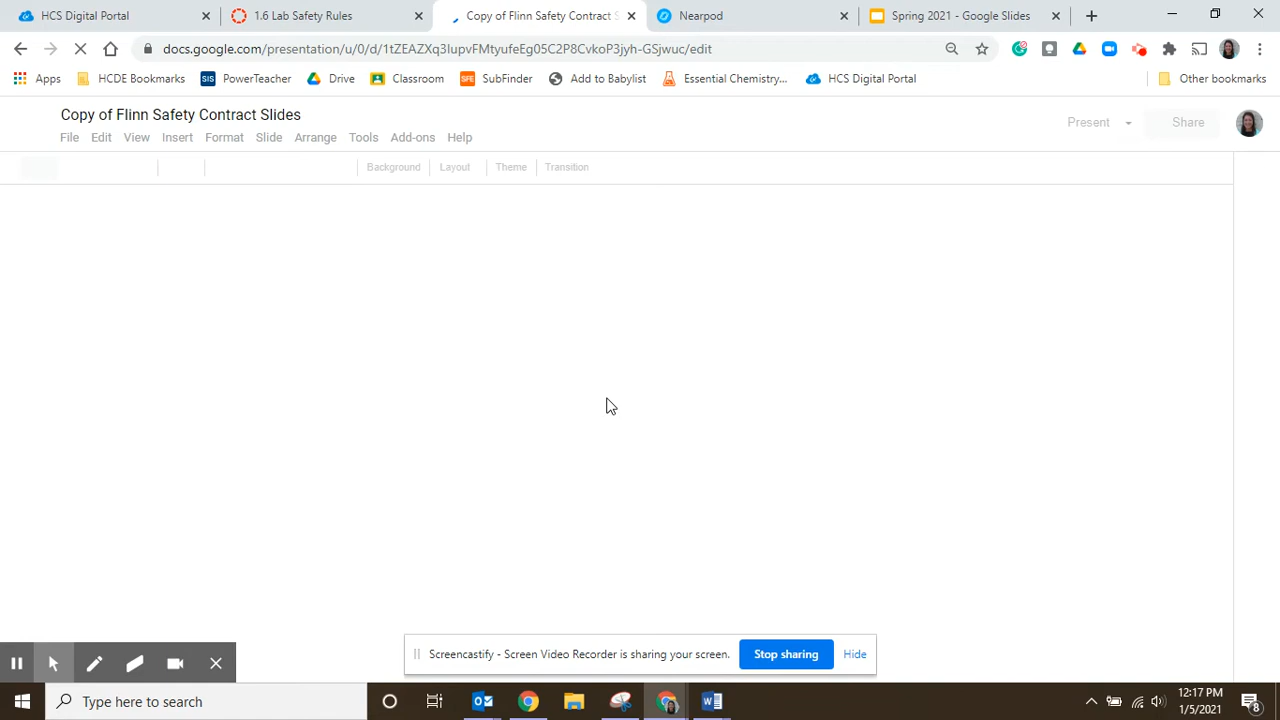 HCS Digital Portal
1.6 Lab Safety Rules
Copy of Flinn Safety Contract S
Nearpod
Spring 2021 - Google Slides
docs.google.com/presentation/u/0/d/1tZEAZXq3IupvFMtyufeEg05C2P8CvkoP3jyh-GSjwuc/edit
Apps
HCDE Bookmarks
SIS PowerTeacher
Drive
Classroom
SFE SubFinder
Add to Babylist
Essential Chemistry...
HCS Digital Portal
Other bookmarks
Copy of Flinn Safety Contract Slides
File Edit View Insert Format Slide Arrange Tools Add-ons Help
Present
Share
Background Layout Theme Transition
Screencastify - Screen Video Recorder is sharing your screen.
Stop sharing
Hide
Type here to search
12:17 PM
1/5/2021
8